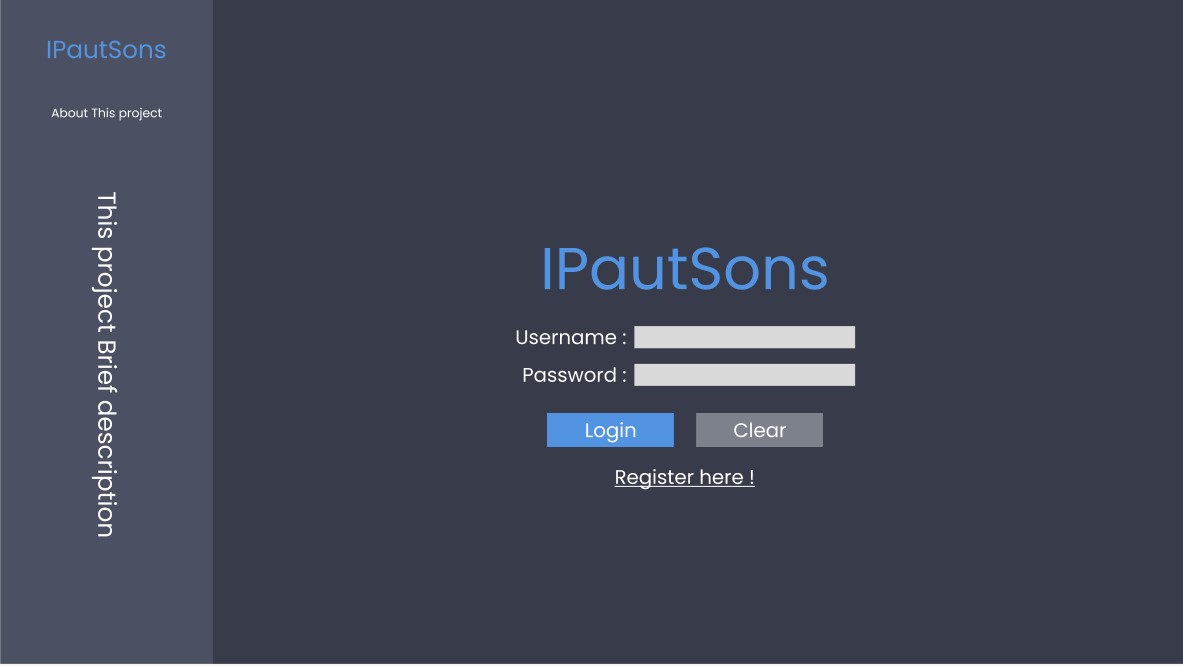 IPautSons
About This project
This project Brief description
IPautSons
Username :
Password :
Login
Clear
Register here !